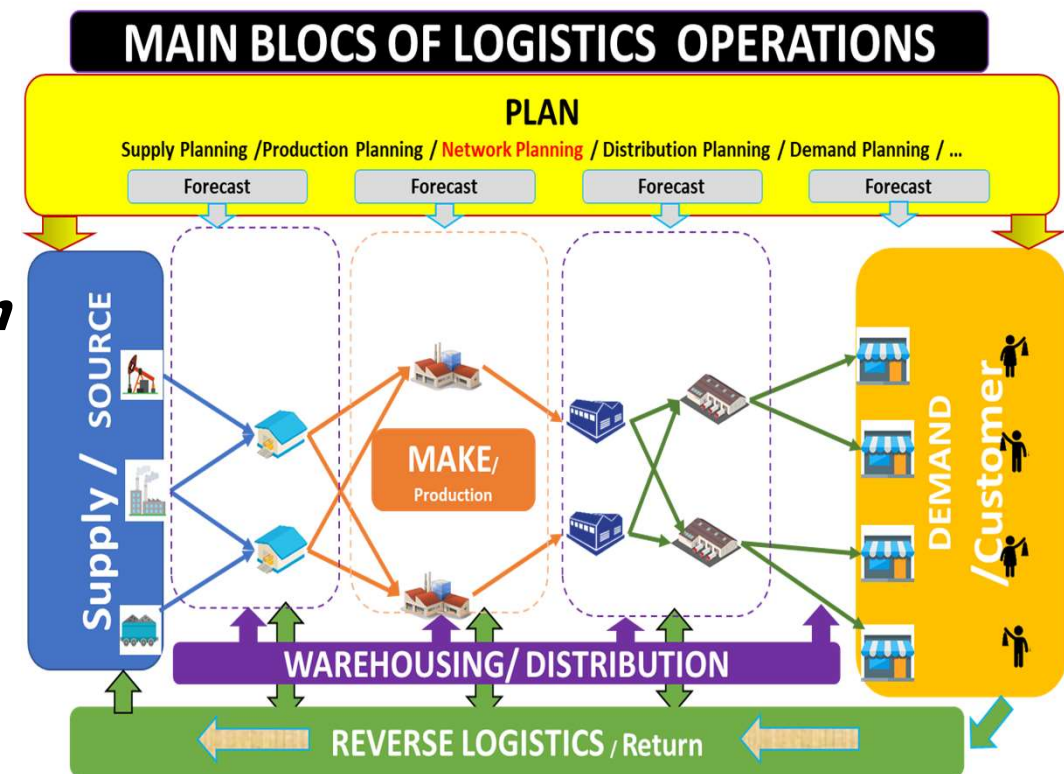 MAIN BLOCS OF LOGISTICS OPERATIONS
PLAN
Supply Planning /Production Planning / Network Planning / Distribution Planning / Demand Planning / ...
Forecast
Forecast
Forecast
Forecast
n
Supply / SOURCE
MAKE/
Production
DEMAND
/Customer
WAREHOUSING/ DISTRIBUTION
REVERSE LOGISTICS / Return